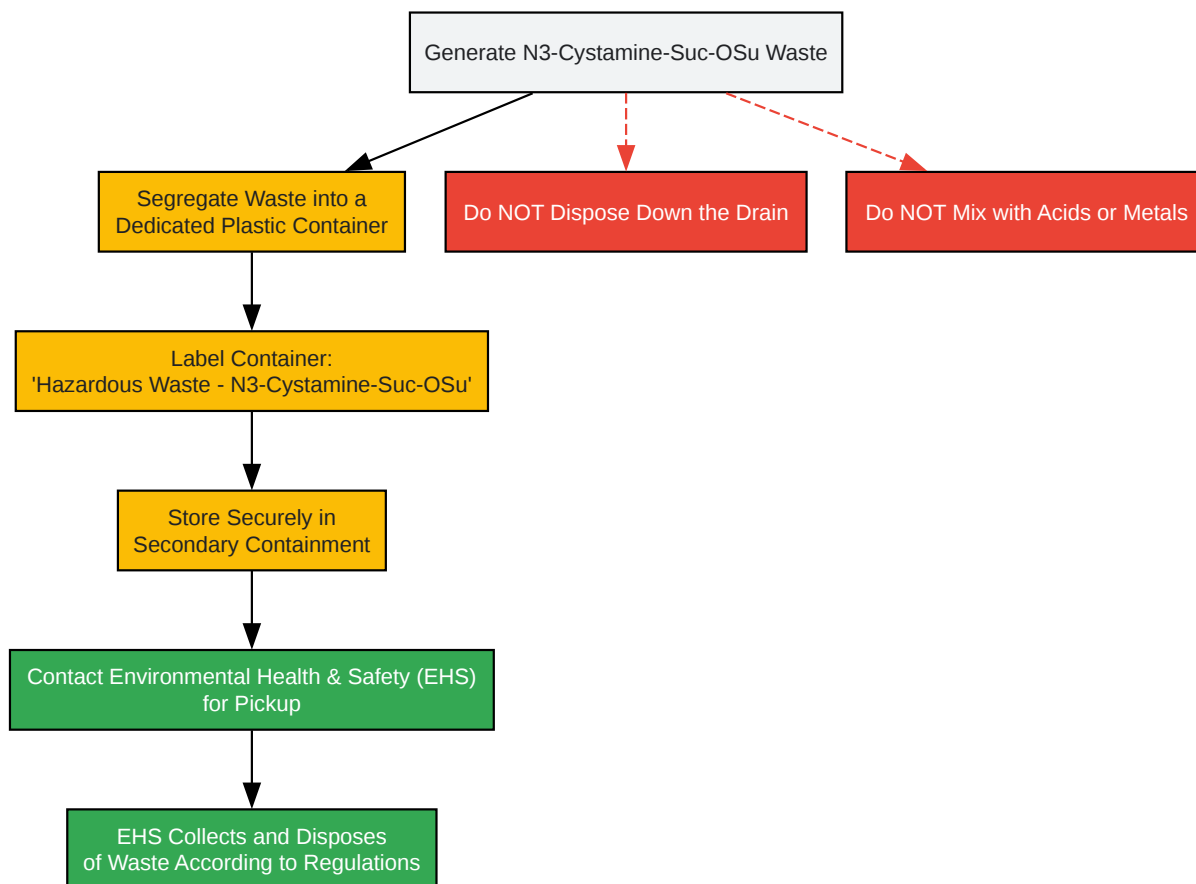 Generate N3-Cystamine-Suc-OSu Waste
Segregate Waste into a
Dedicated Plastic Container
Do NOT Dispose Down the Drain
Do NOT Mix with Acids or Metals
Label Container:
'Hazardous Waste - N3-Cystamine-Suc-OSu'
Store Securely in
Secondary Containment
Contact Environmental Health & Safety (EHS)
for Pickup
EHS Collects and Disposes
of Waste According to Regulations